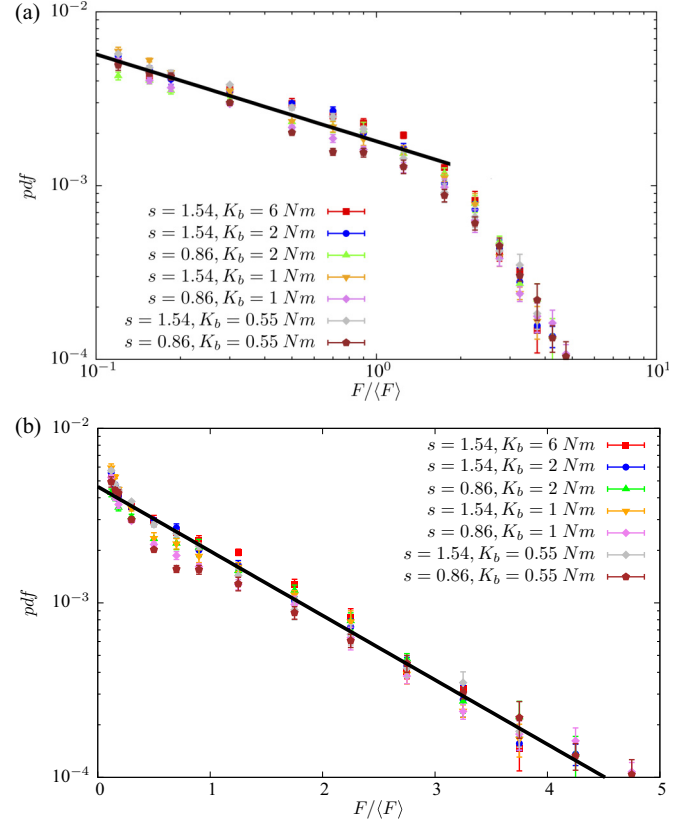 (a)
10^-2
10^-3
10^-4
pdf
s = 1.54, K_b = 6 Nm
s = 1.54, K_b = 2 Nm
s = 0.86, K_b = 2 Nm
s = 1.54, K_b = 1 Nm
s = 0.86, K_b = 1 Nm
s = 1.54, K_b = 0.55 Nm
s = 0.86, K_b = 0.55 Nm
10^-1 10^0 10^1
F/⟨F⟩
(b)
10^-2
10^-3
10^-4
pdf
s = 1.54, K_b = 6 Nm
s = 1.54, K_b = 2 Nm
s = 0.86, K_b = 2 Nm
s = 1.54, K_b = 1 Nm
s = 0.86, K_b = 1 Nm
s = 1.54, K_b = 0.55 Nm
s = 0.86, K_b = 0.55 Nm
0 1 2 3 4 5
F/⟨F⟩